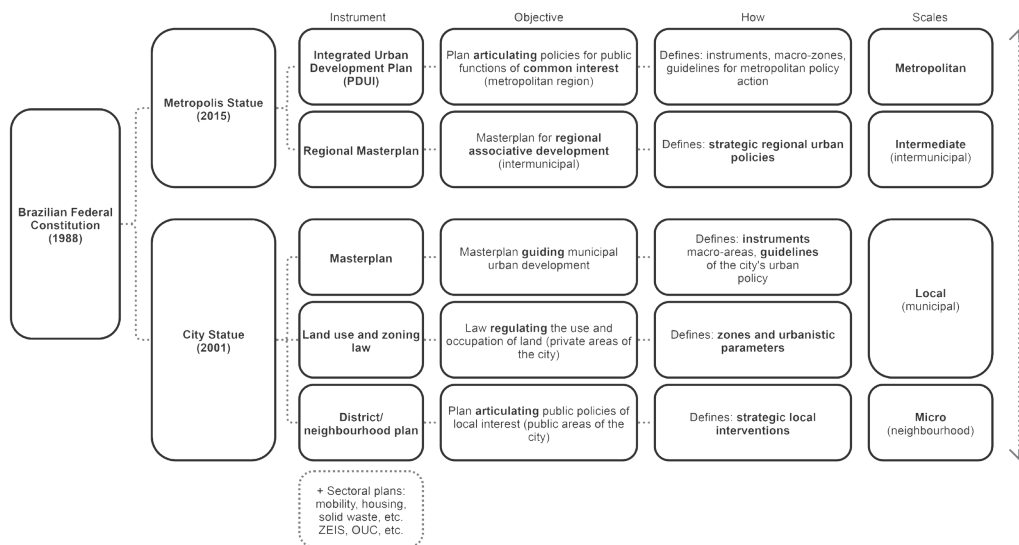 Instrument
Objective
How
Scales
Brazilian Federal
Constitution
(1988)
Metropolis Statue
(2015)
Integrated Urban
Development Plan
(PDUI)
Plan articulating policies for public
functions of common interest
(metropolitan region)
Defines: instruments, macro-zones,
guidelines for metropolitan policy
action
Metropolitan
Regional Masterplan
Masterplan for regional
associative development
(intermunicipal)
Defines: strategic regional urban
policies
Intermediate
(intermunicipal)
City Statue
(2001)
Masterplan
Masterplan guiding municipal
urban development
Defines: instruments
macro-areas, guidelines
of the city's urban
policy
Local
(municipal)
Land use and zoning
law
Law regulating the use and
occupation of land (private areas of
the city)
Defines: zones and urbanistic
parameters
District/
neighbourhood plan
Plan articulating public policies of
local interest (public areas of the
city)
Defines: strategic local
interventions
Micro
(neighbourhood)
+ Sectoral plans:
mobility, housing,
solid waste, etc.
ZEIS, OUC, etc.